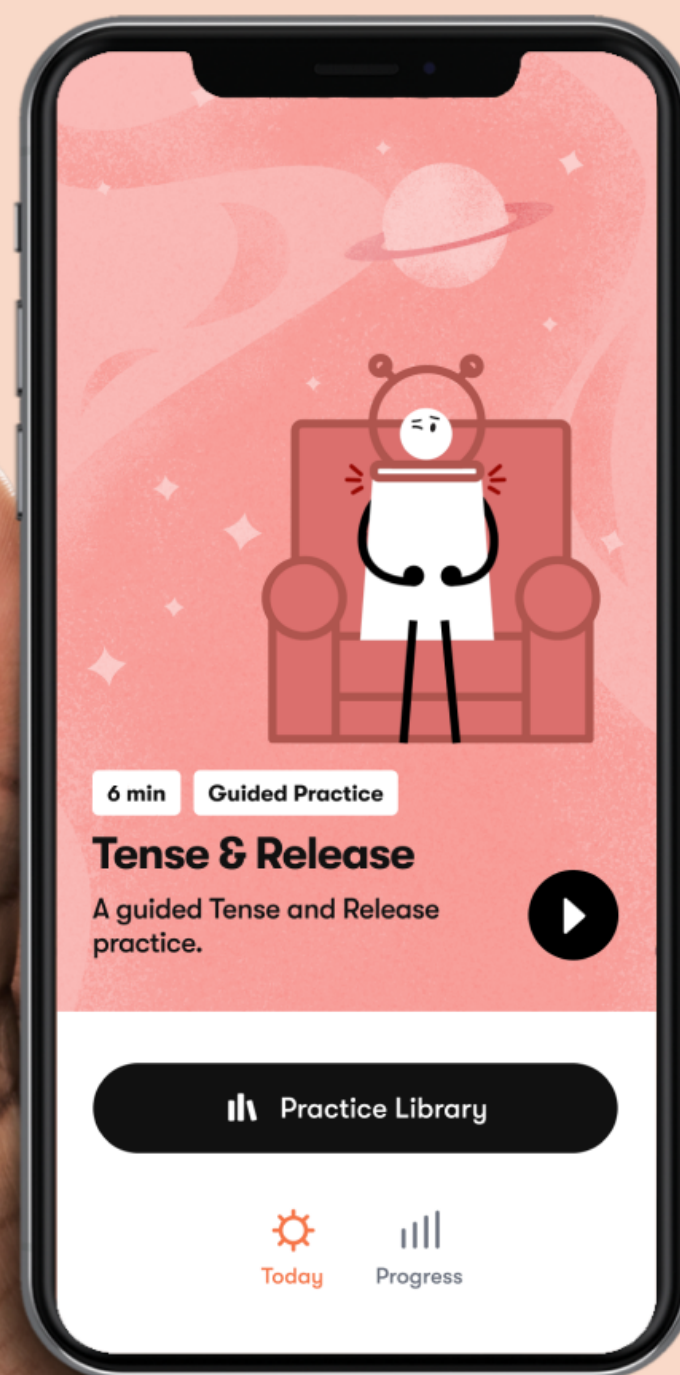 6 min
Guided Practice
Tense & Release
A guided Tense and Release
practice.
Practice Library
Today
Progress